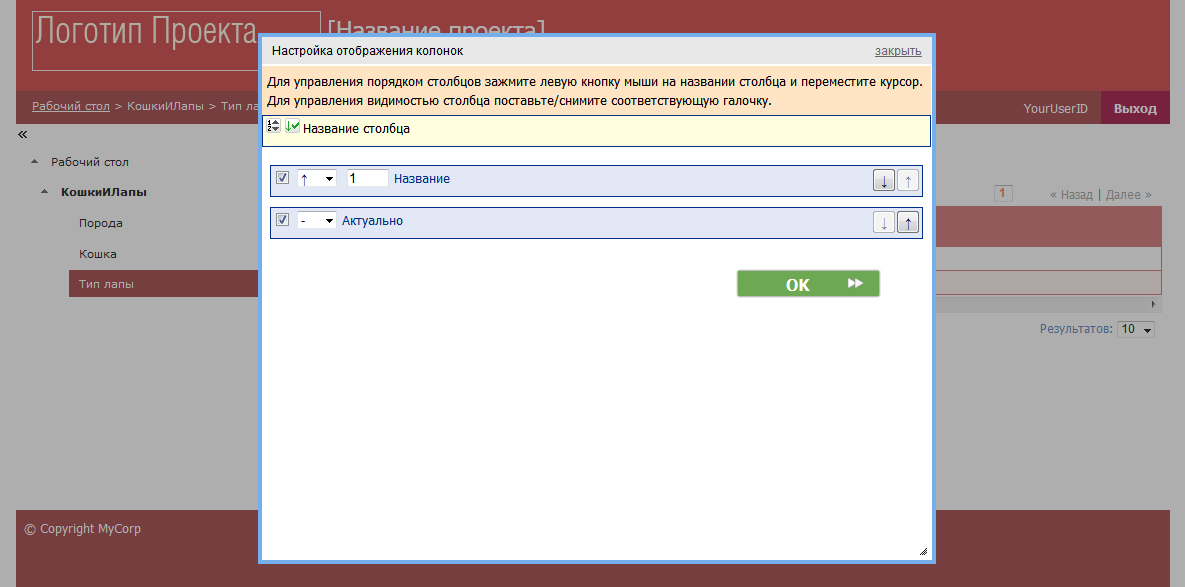 Логотип Проекта
[Название проекта]
Настройка отображения колонок
закрыть
Для управления порядком столбцов зажмите левую кнопку мыши на названии столбца и переместите курсор.
Для управления видимостью столбца поставьте/снимите соответствующую галочку.
Рабочий стол > КошкиИЛапы > Тип ла
YourUserID
Выход
Название столбца
«
Рабочий стол
↑
1
Название
↓
↑
КошкиИЛапы
1
« Назад | Далее »
Порода
-
Актуально
↓
↑
Кошка
Тип лапы
OK
Результатов:
10
© Copyright MyCorp